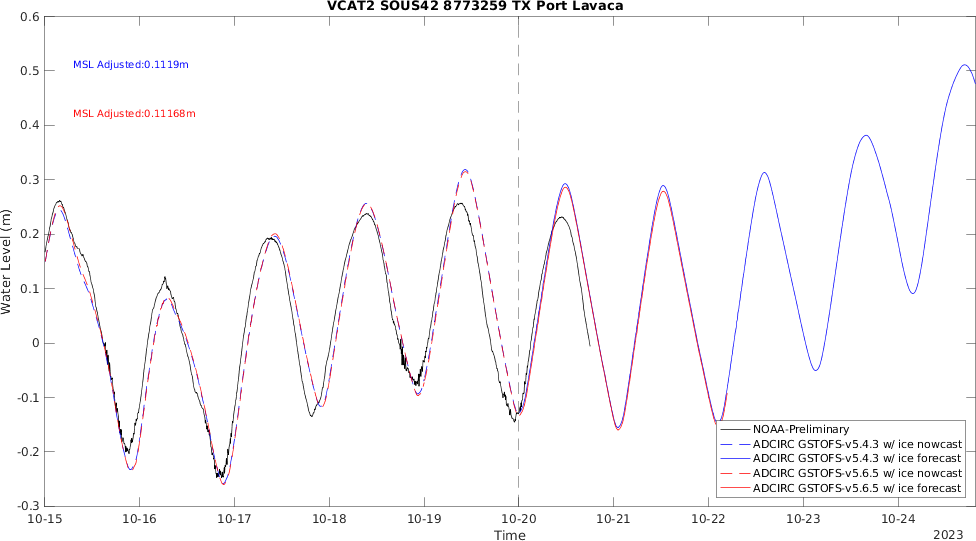 VCAT2 SOUS42 8773259 TX Port Lavaca
0.6
0.5
0.4
0.3
0.2
0.1
0
-0.1
-0.2
-0.3
Water Level (m)
MSL Adjusted:0.1119m
MSL Adjusted:0.11168m
NOAA-Preliminary
ADCIRC GSTOFS-v5.4.3 w/ ice nowcast
ADCIRC GSTOFS-v5.4.3 w/ ice forecast
ADCIRC GSTOFS-v5.6.5 w/ ice nowcast
ADCIRC GSTOFS-v5.6.5 w/ ice forecast
10-15 10-16 10-17 10-18 10-19 10-20 10-21 10-22 10-23 10-24
Time
2023